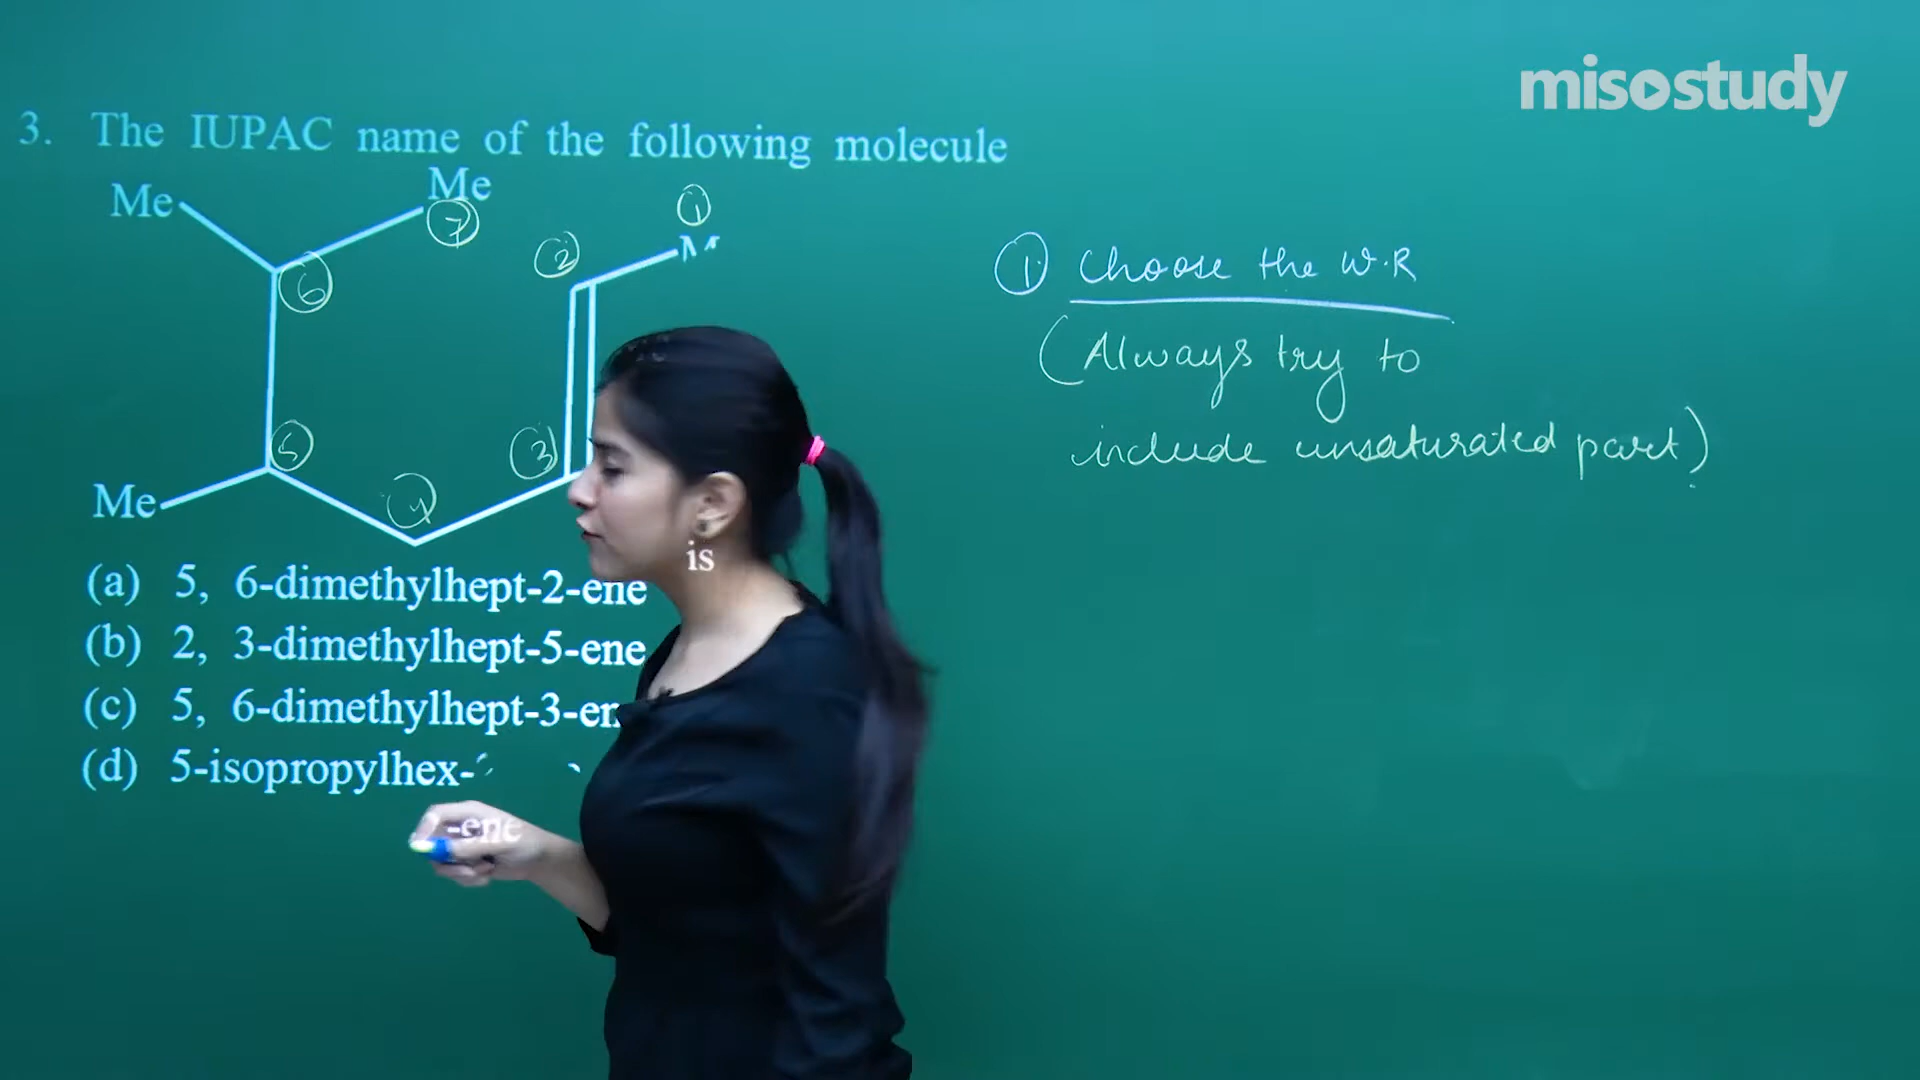 misostudy
3. The IUPAC name of the following molecule
Me
Me
7
1
2
6
5
3
4
Me
is
(a) 5, 6-dimethylhept-2-ene
(b) 2, 3-dimethylhept-5-ene
(c) 5, 6-dimethylhept-3-en
(d) 5-isopropylhex-
-ene
① Choose the W.R
(Always try to
include unsaturated part)